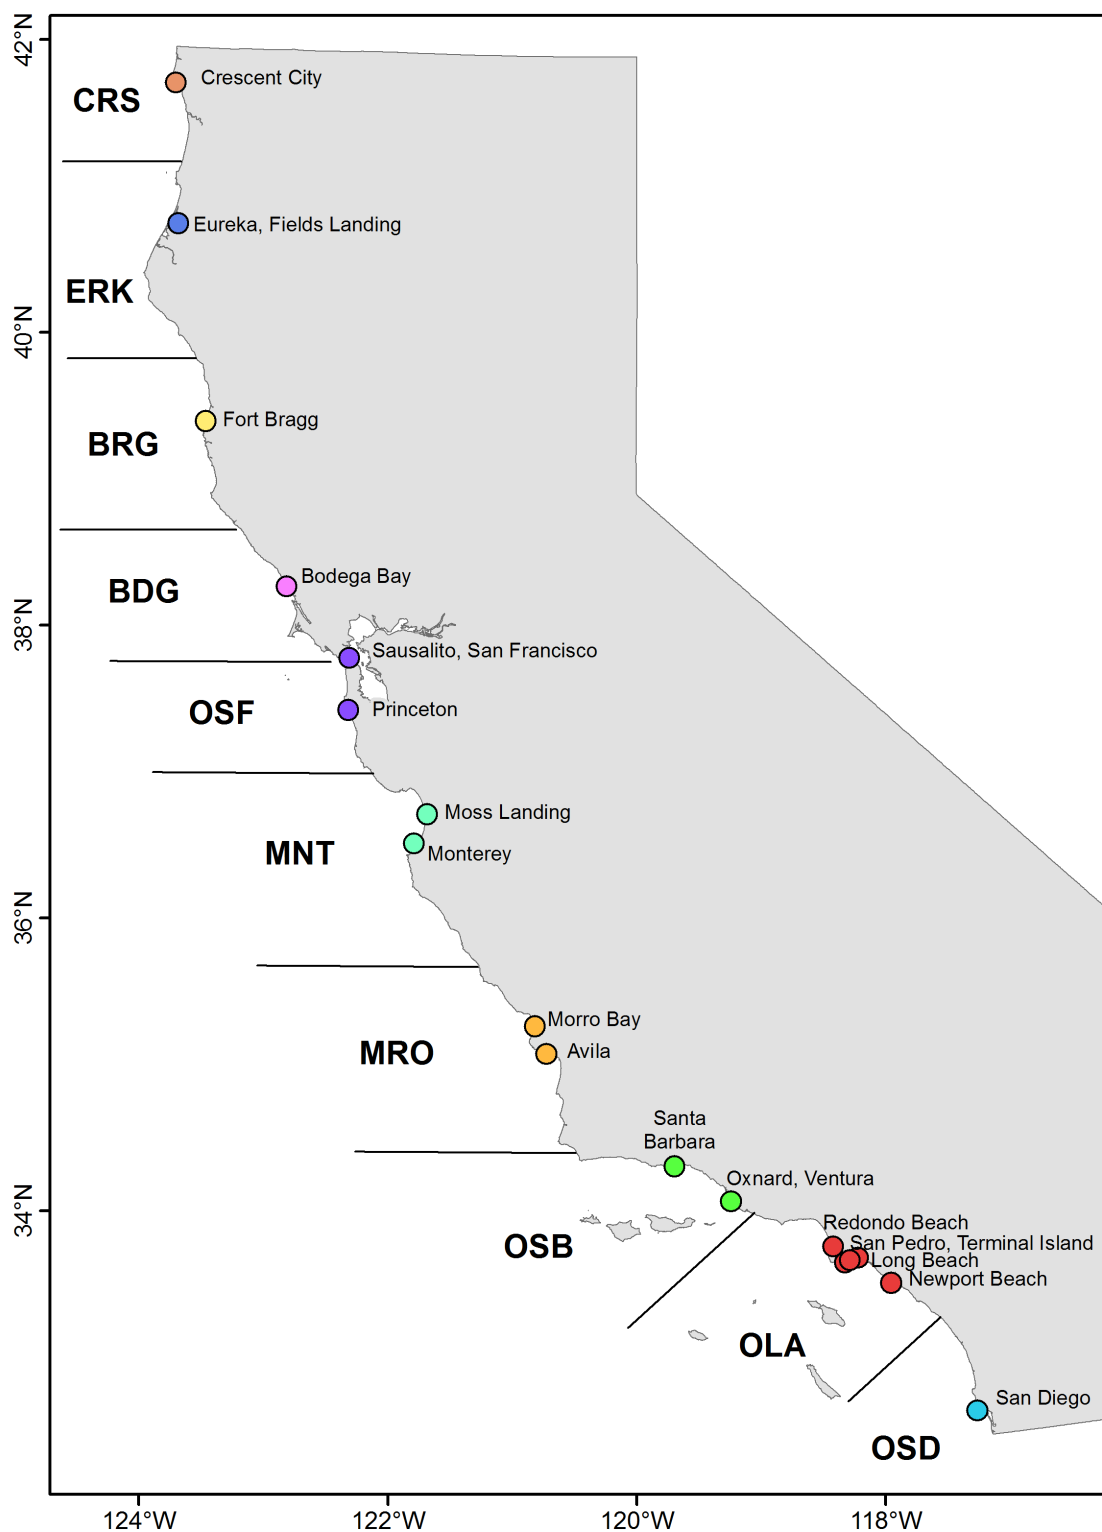 42°N
Crescent City
CRS
Eureka, Fields Landing
ERK
40°N
Fort Bragg
BRG
Bodega Bay
BDG
38°N
Sausalito, San Francisco
OSF
Princeton
Moss Landing
MNT
Monterey
36°N
Morro Bay
MRO
Avila
Santa
Barbara
Oxnard, Ventura
34°N
Redondo Beach
OSB
San Pedro, Terminal Island
Long Beach
Newport Beach
OLA
San Diego
OSD
124°W
122°W
120°W
118°W